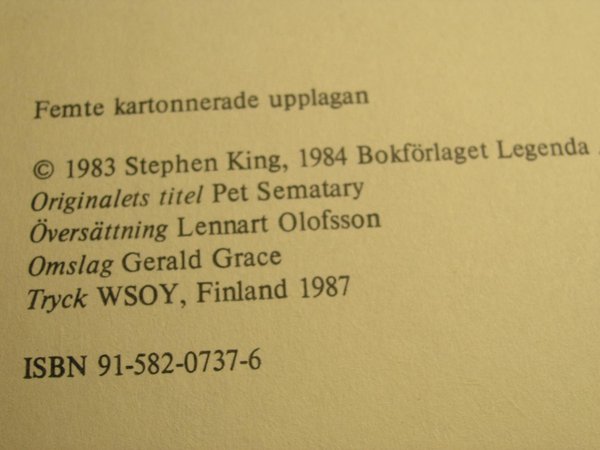 Femte kartonnerade upplagan
© 1983 Stephen King, 1984 Bokförlaget Legenda
Originalets titel Pet Sematary
Översättning Lennart Olofsson
Omslag Gerald Grace
Tryck WSOY, Finland 1987
ISBN 91-582-0737-6